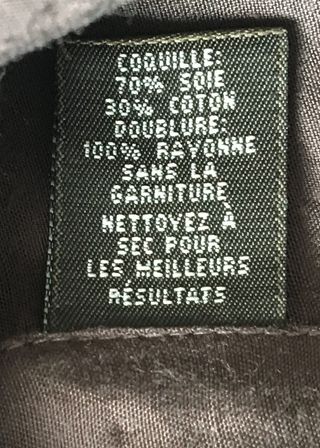 COQUILLE:
70% SOIE
30% COTON
DOUBLURE:
100% RAYONNE
SANS LA
GARNITURE
NETTOYEZ À
SEC POUR
LES MEILLEURS
RÉSULTATS